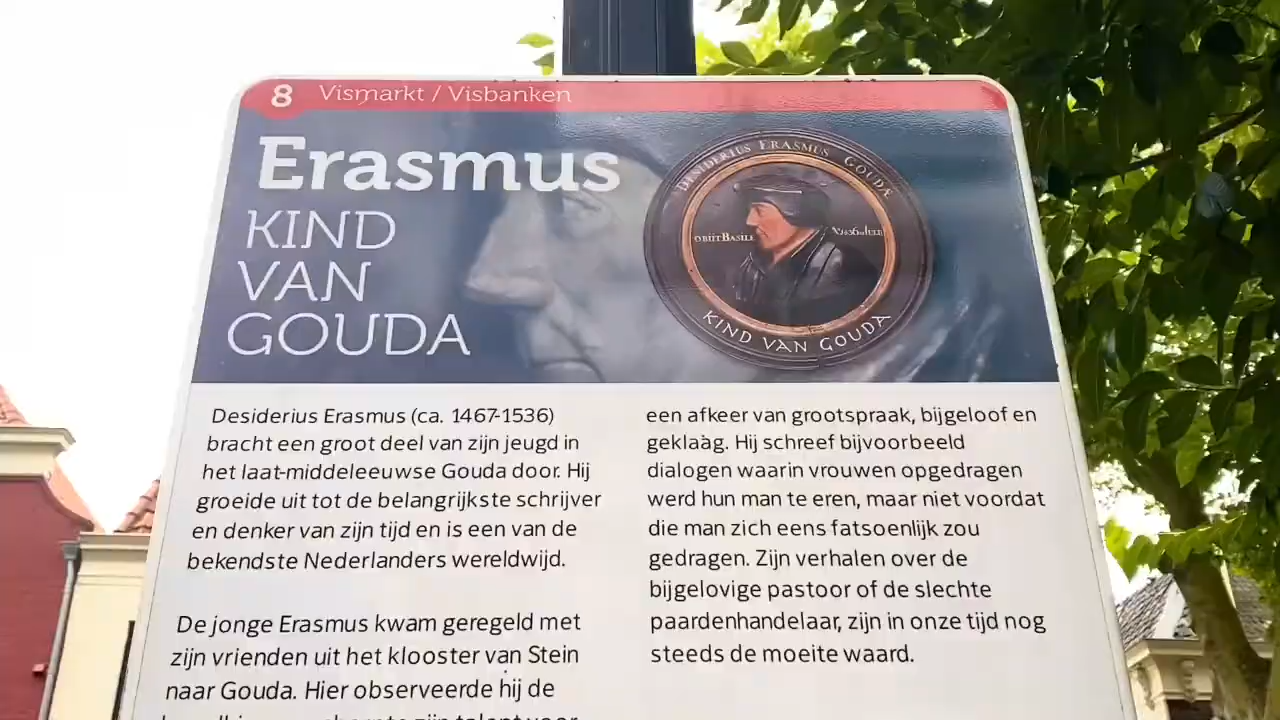 8 Vismarkt / Visbanken
Erasmus
KIND
VAN
GOUDA
DESIDERIUS ERASMUS GOUDÆ
OBIIT BASILE
KIND VAN GOUDA
Desiderius Erasmus (ca. 1467-1536)
bracht een groot deel van zijn jeugd in
het laat-middeleeuwse Gouda door. Hij
groeide uit tot de belangrijkste schrijver
en denker van zijn tijd en is een van de
bekendste Nederlanders wereldwijd.
De jonge Erasmus kwam geregeld met
zijn vrienden uit het klooster van Stein
naar Gouda. Hier observeerde hij de
een afkeer van grootspraak, bijgeloof en
geklaag. Hij schreef bijvoorbeeld
dialogen waarin vrouwen opgedragen
werd hun man te eren, maar niet voordat
die man zich eens fatsoenlijk zou
gedragen. Zijn verhalen over de
bijgelovige pastoor of de slechte
paardenhandelaar, zijn in onze tijd nog
steeds de moeite waard.